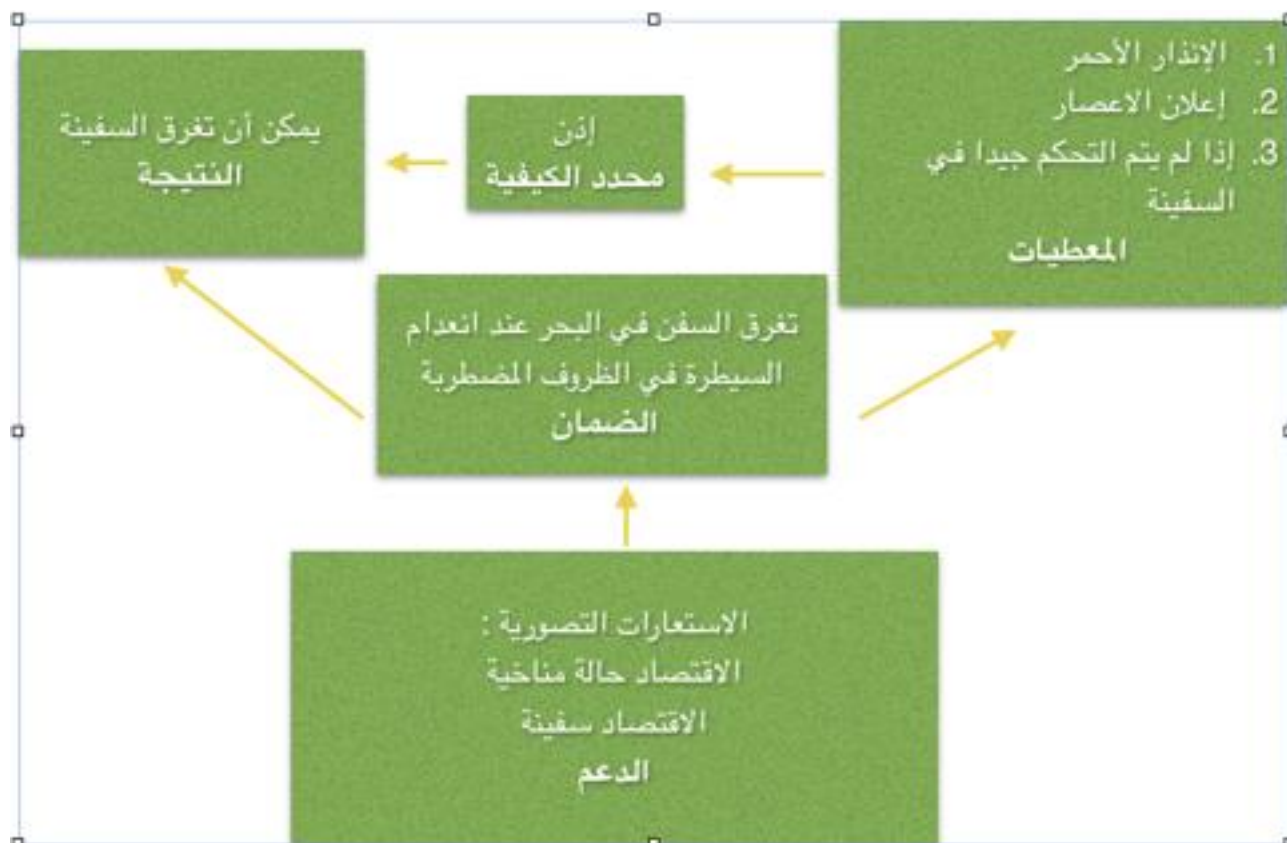 1. الإنذار الأحمر
2. إعلان الاعصار
3. إذا لم يتم التحكم جيدا في
السفينة
المعطيات
إذن
محدد الكيفية
يمكن أن تغرق السفينة
النتيجة
تغرق السفن في البحر عند انعدام
السيطرة في الظروف المضطربة
الضمان
الاستعارات التصورية :
الاقتصاد حالة مناخية
الاقتصاد سفينة
الدعم